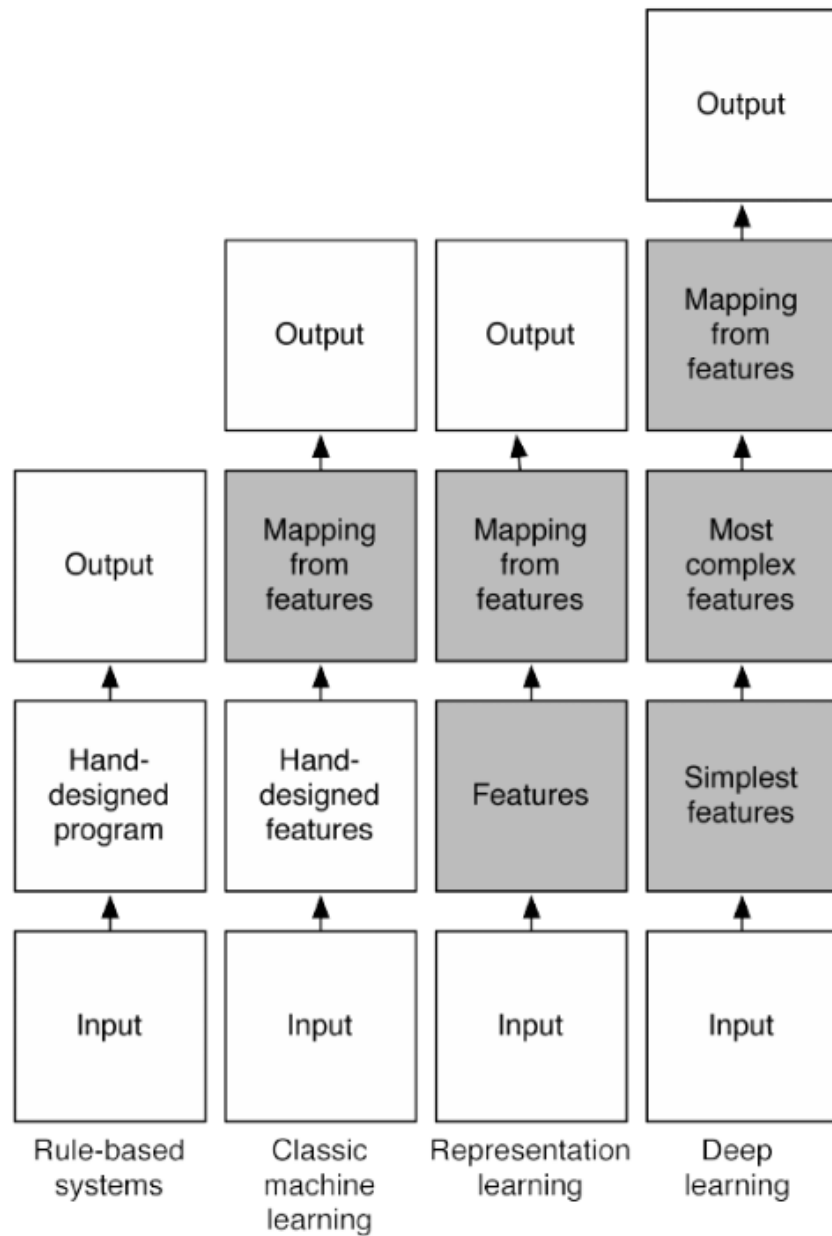 Output
Mapping
from
features
Output
Output
Output
Mapping
from
features
Mapping
from
features
Most
complex
features
Hand-
designed
program
Hand-
designed
features
Features
Simplest
features
Input
Input
Input
Input
Rule-based
systems
Classic
machine
learning
Representation
learning
Deep
learning